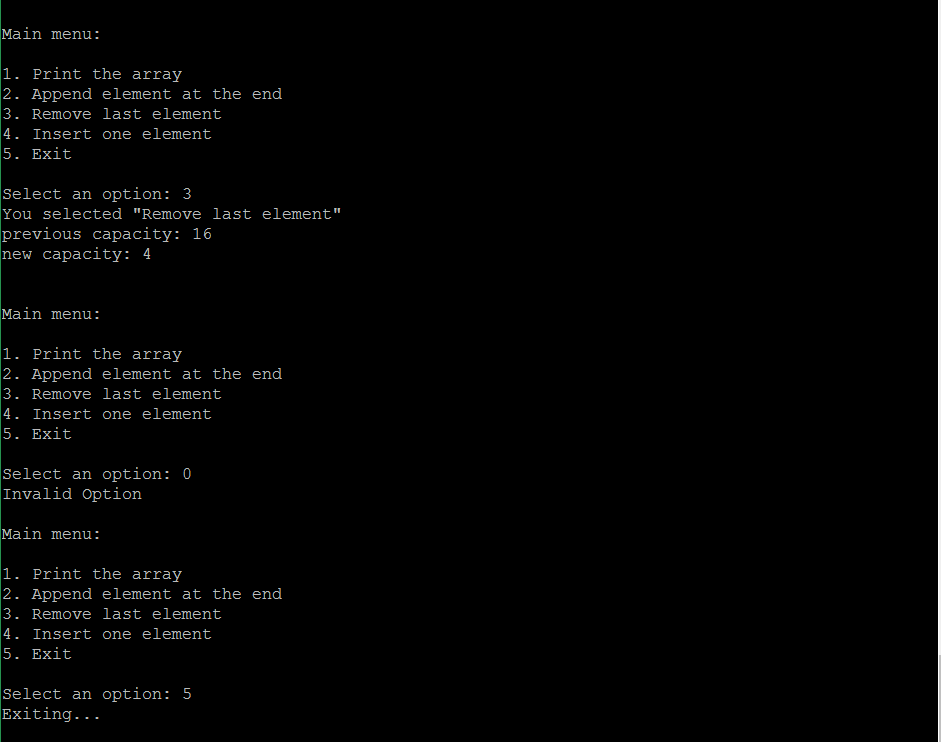 Main menu:
1. Print the array
2. Append element at the end
3. Remove last element
4. Insert one element
5. Exit
Select an option: 3
You selected "Remove last element"
previous capacity: 16
new capacity: 4
Main menu:
1. Print the array
2. Append element at the end
3. Remove last element
4. Insert one element
5. Exit
Select an option: 0
Invalid Option
Main menu:
1. Print the array
2. Append element at the end
3. Remove last element
4. Insert one element
5. Exit
Select an option: 5
Exiting...